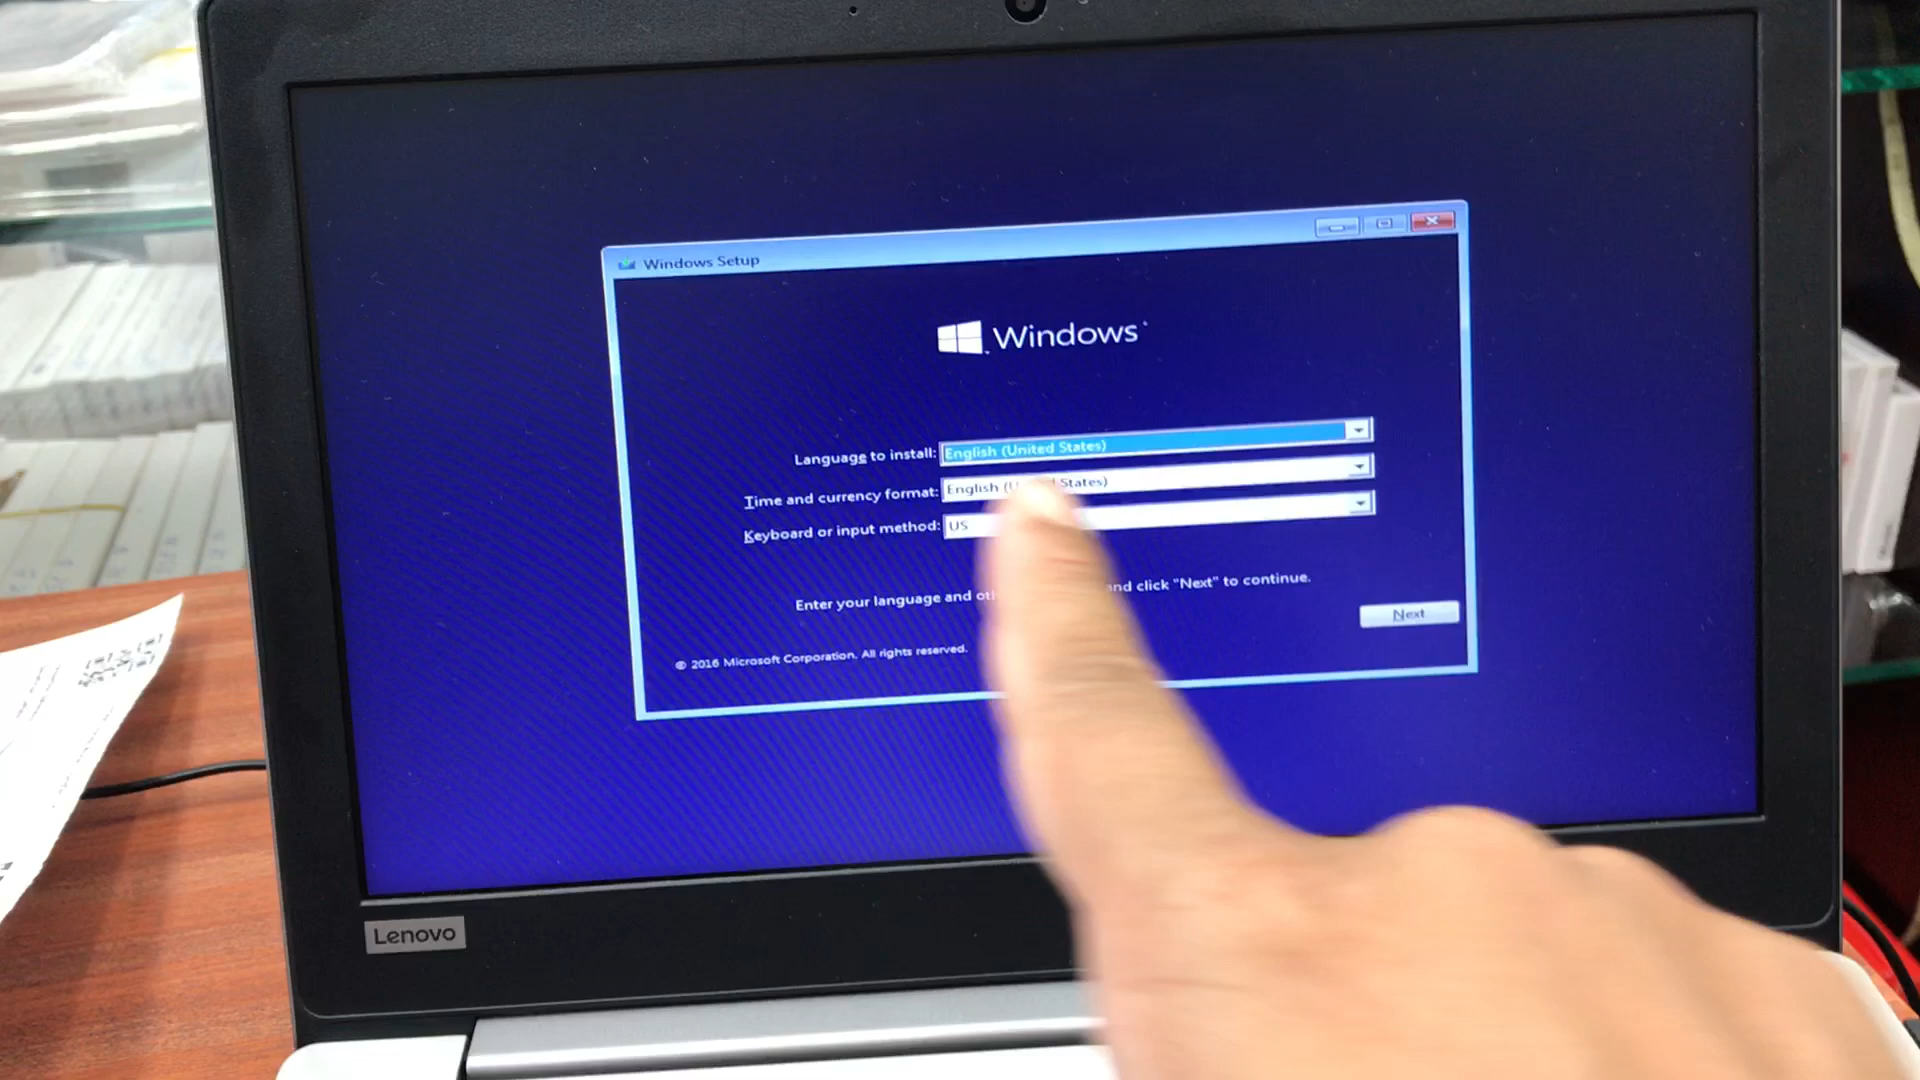 Windows Setup
Windows
Language to install: English (United States)
Time and currency format: English (United States)
Keyboard or input method: US
Enter your language and and click "Next" to continue.
Next
© 2016 Microsoft Corporation. All rights reserved.
Lenovo